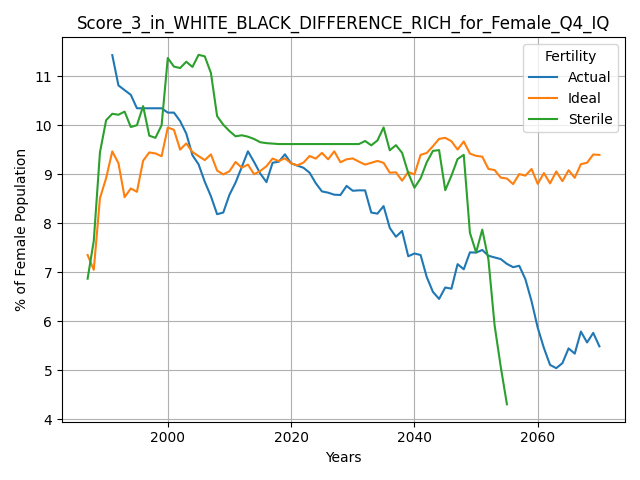 Score_3_in_WHITE_BLACK_DIFFERENCE_RICH_for_Female_Q4_IQ
Fertility
Actual
Ideal
Sterile
% of Female Population
11
10
9
8
7
6
5
4
2000
2020
2040
2060
Years